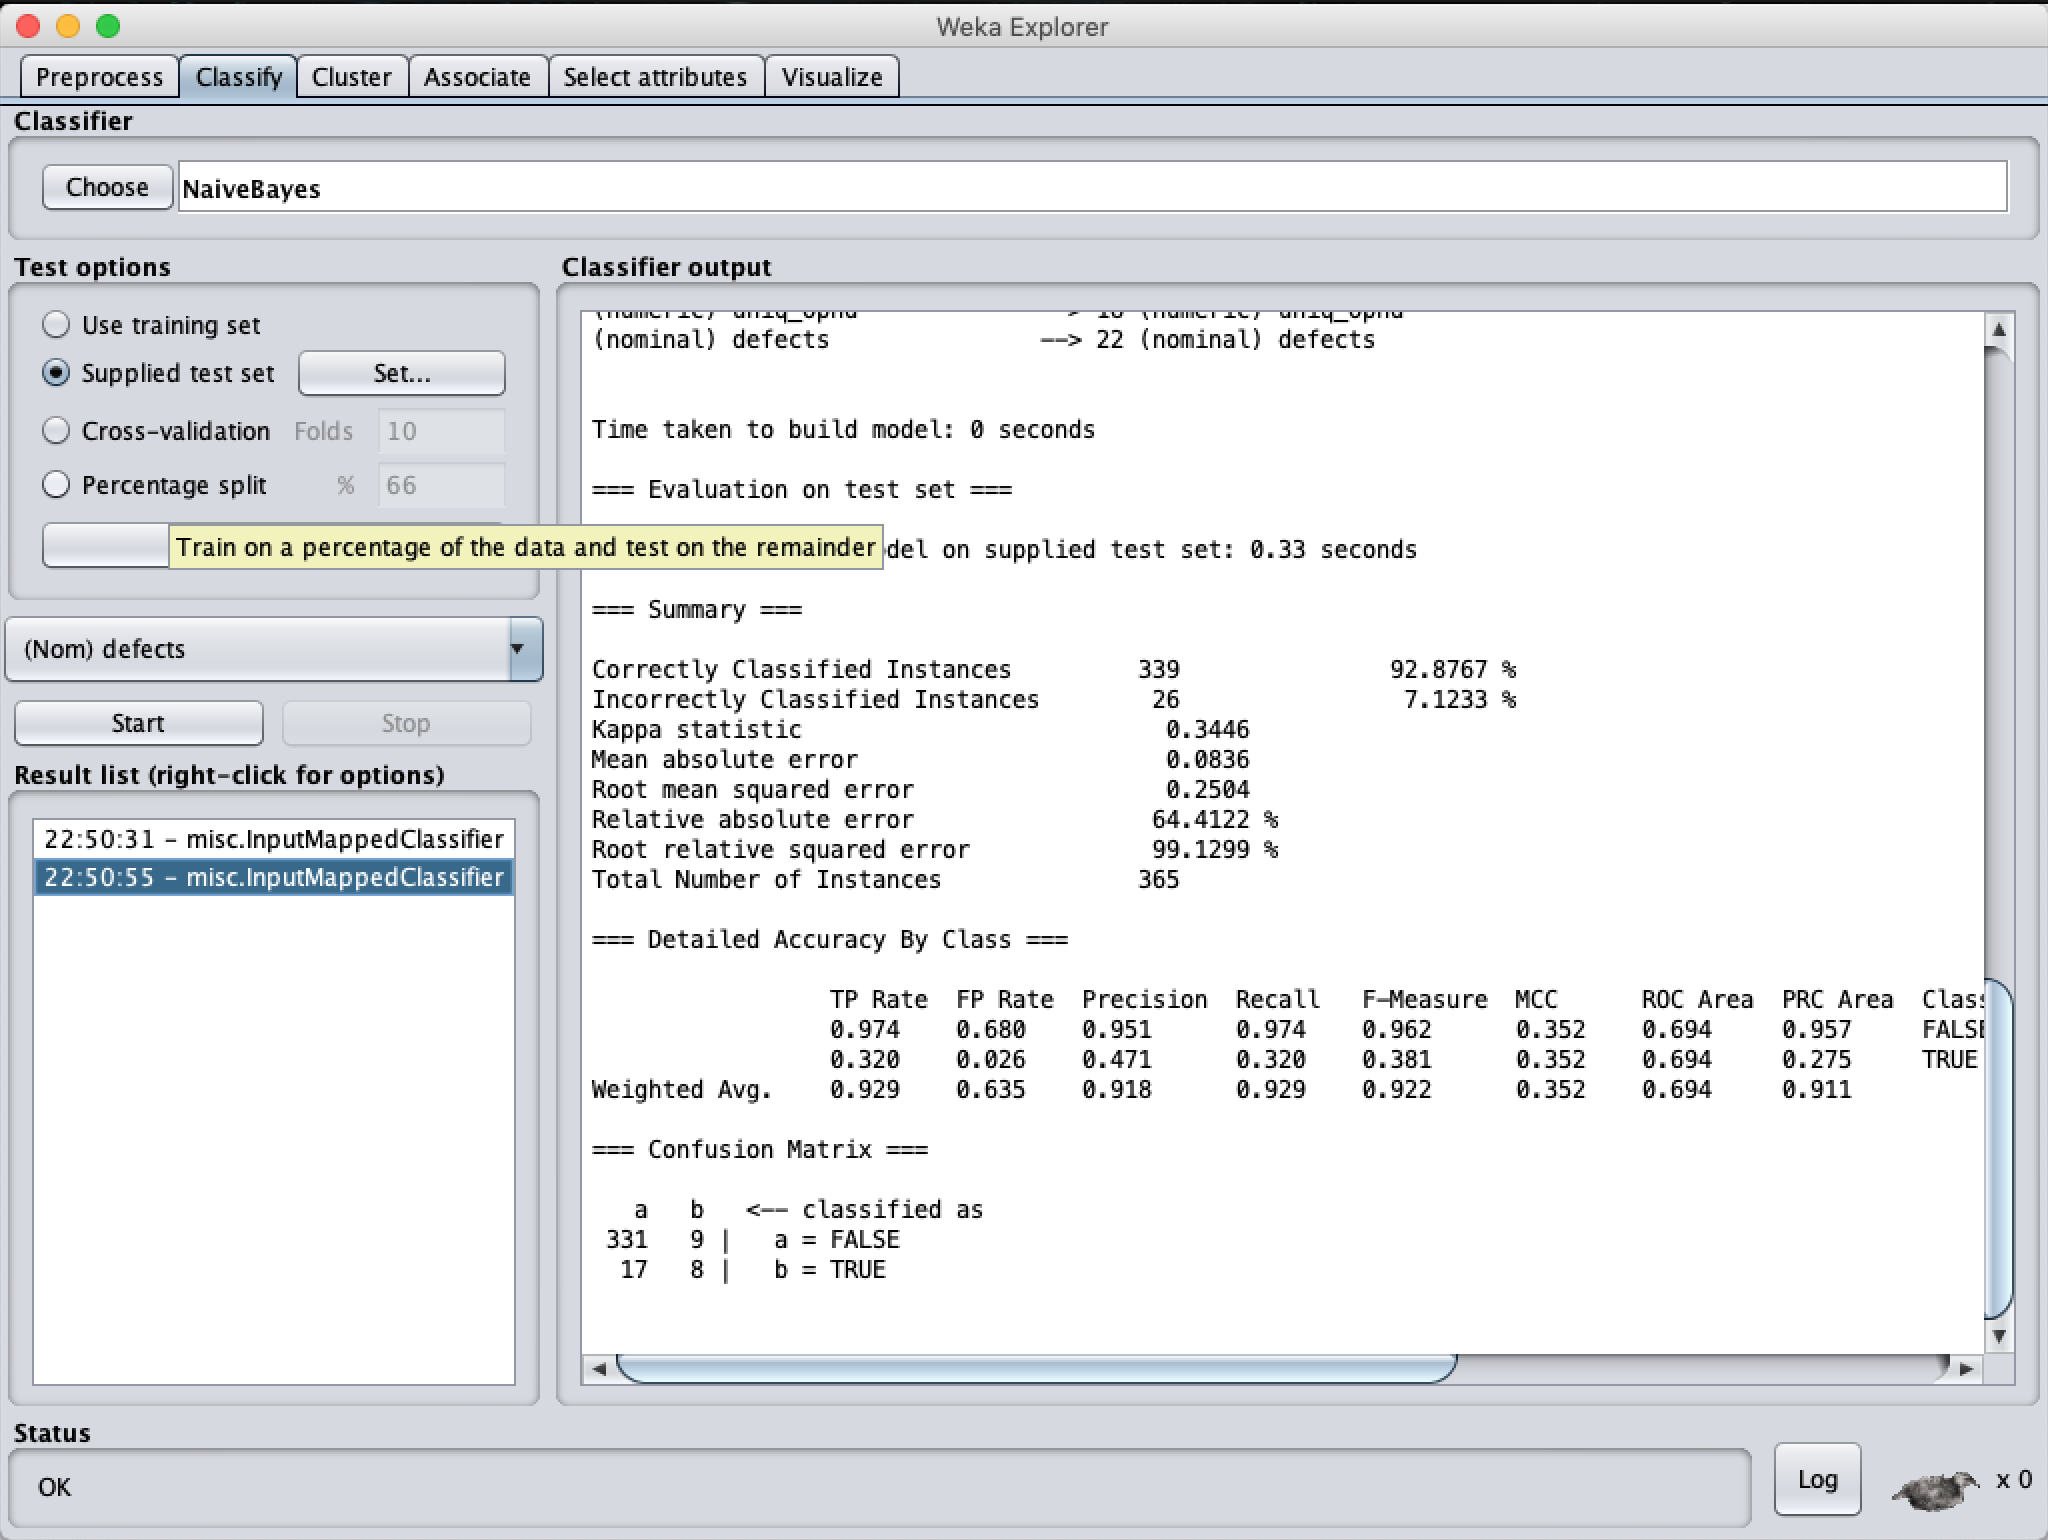 Weka Explorer
Preprocess Classify Cluster Associate Select attributes Visualize
Classifier
Choose NaiveBayes
Test options
Use training set
Supplied test set Set...
Cross-validation Folds 10
Percentage split % 66
Train on a percentage of the data and test on the remainder
(Nom) defects
Start Stop
Result list (right-click for options)
22:50:31 - misc.InputMappedClassifier
22:50:55 - misc.InputMappedClassifier
Classifier output
(numeric) uniq_opnd --> 18 (numeric) uniq_opnd
(nominal) defects --> 22 (nominal) defects
Time taken to build model: 0 seconds
=== Evaluation on test set ===
del on supplied test set: 0.33 seconds
=== Summary ===
Correctly Classified Instances 339 92.8767 %
Incorrectly Classified Instances 26 7.1233 %
Kappa statistic 0.3446
Mean absolute error 0.0836
Root mean squared error 0.2504
Relative absolute error 64.4122 %
Root relative squared error 99.1299 %
Total Number of Instances 365
=== Detailed Accuracy By Class ===
TP Rate FP Rate Precision Recall F-Measure MCC ROC Area PRC Area Clas
0.974 0.680 0.951 0.974 0.962 0.352 0.694 0.957 FALSE
0.320 0.026 0.471 0.320 0.381 0.352 0.694 0.275 TRUE
Weighted Avg. 0.929 0.635 0.918 0.929 0.922 0.352 0.694 0.911
=== Confusion Matrix ===
a b <-- classified as
331 9 | a = FALSE
17 8 | b = TRUE
Status
OK
Log
x 0